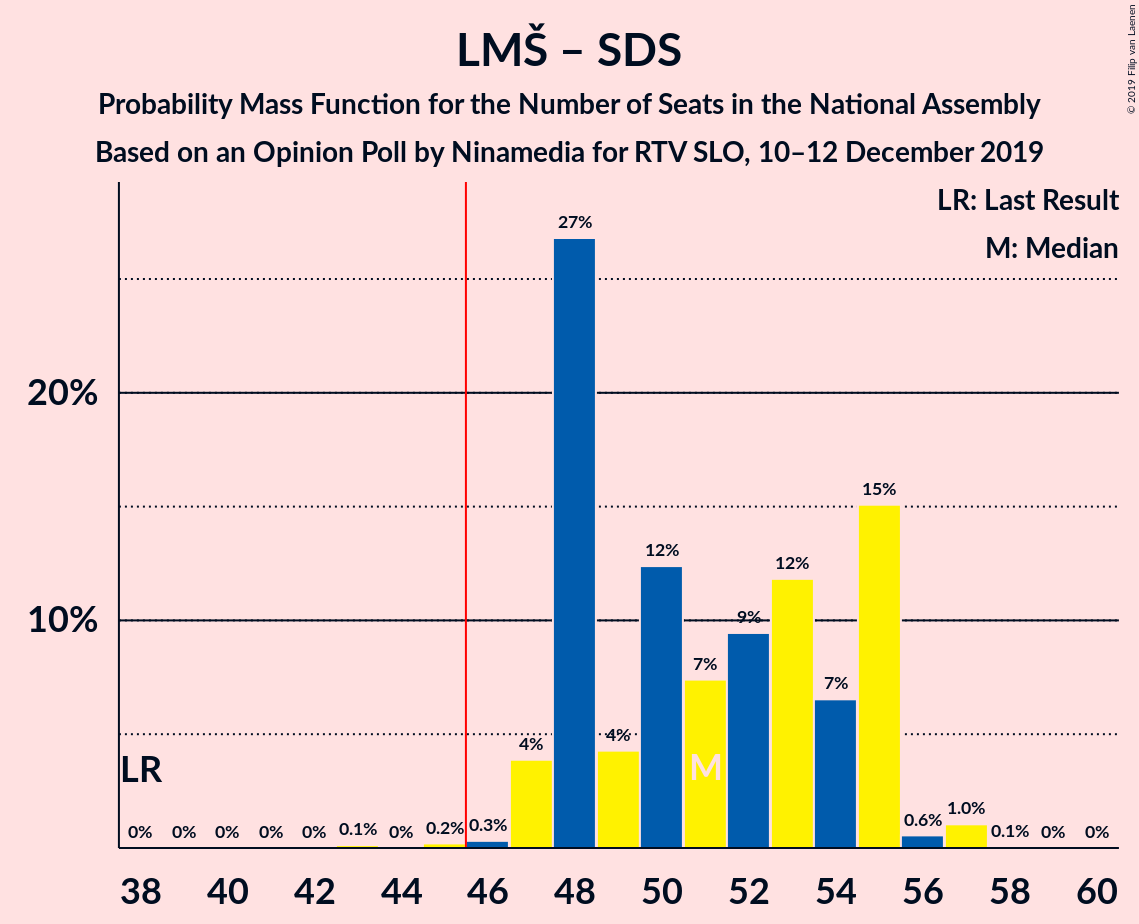 LMŠ – SDS
Probability Mass Function for the Number of Seats in the National Assembly
Based on an Opinion Poll by Ninamedia for RTV SLO, 10–12 December 2019
© 2019 Filip van Laenen
LR: Last Result
M: Median
27%
20%
15%
12%
12%
10%
9%
7%
7%
4%
4%
M
LR
0% 0% 0% 0% 0% 0.1% 0% 0.2% 0.3% 0.6% 1.0% 0.1% 0% 0%
38 40 42 44 46 48 50 52 54 56 58 60